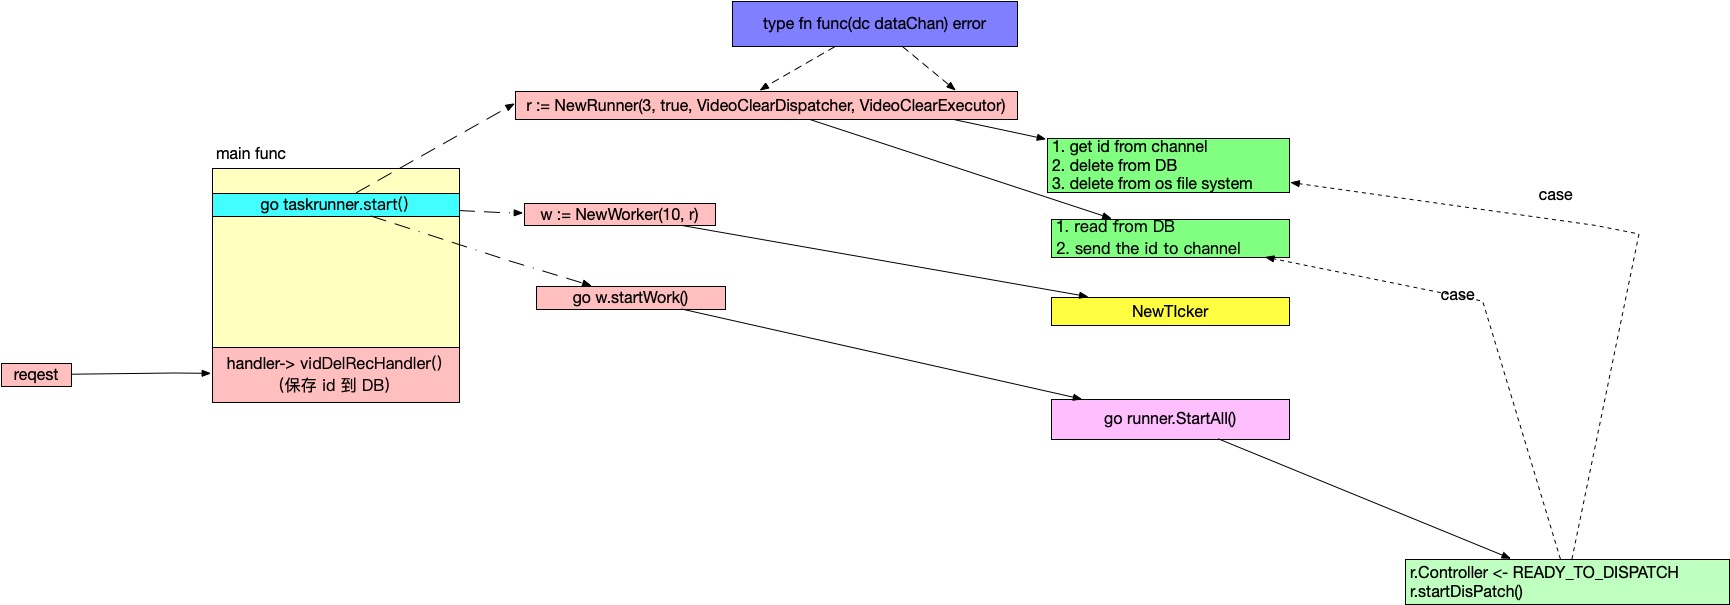 type fn func(dc dataChan) error
r := NewRunner(3, true, VideoClearDispatcher, VideoClearExecutor)
main func
1. get id from channel
2. delete from DB
3. delete from os file system
case
go taskrunner.start()
w := NewWorker(10, r)
1. read from DB
2. send the id to channel
go w.startWork()
case
NewTIcker
handler-> vidDelRecHandler()
(保存 id 到 DB)
reqest
go runner.StartAll()
r.Controller <- READY_TO_DISPATCH
r.startDisPatch()